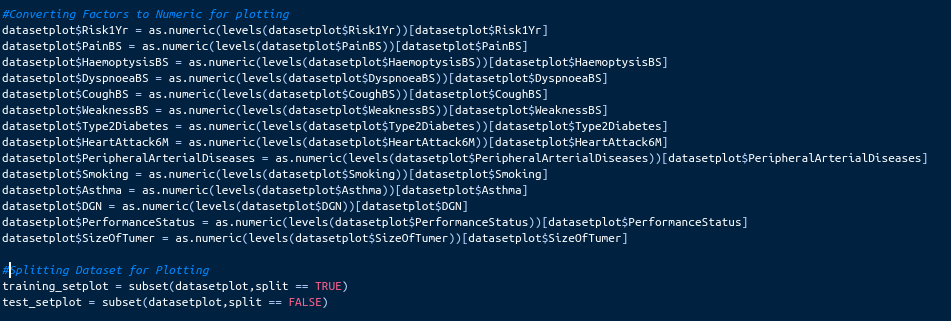 #Converting Factors to Numeric for plotting
datasetplot$Risk1Yr = as.numeric(levels(datasetplot$Risk1Yr))[datasetplot$Risk1Yr]
datasetplot$PainBS = as.numeric(levels(datasetplot$PainBS))[datasetplot$PainBS]
datasetplot$HaemoptysisBS = as.numeric(levels(datasetplot$HaemoptysisBS))[datasetplot$HaemoptysisBS]
datasetplot$DyspnoeaBS = as.numeric(levels(datasetplot$DyspnoeaBS))[datasetplot$DyspnoeaBS]
datasetplot$CoughBS = as.numeric(levels(datasetplot$CoughBS))[datasetplot$CoughBS]
datasetplot$WeaknessBS = as.numeric(levels(datasetplot$WeaknessBS))[datasetplot$WeaknessBS]
datasetplot$Type2Diabetes = as.numeric(levels(datasetplot$Type2Diabetes))[datasetplot$Type2Diabetes]
datasetplot$HeartAttack6M = as.numeric(levels(datasetplot$HeartAttack6M))[datasetplot$HeartAttack6M]
datasetplot$PeripheralArterialDiseases = as.numeric(levels(datasetplot$PeripheralArterialDiseases))[datasetplot$PeripheralArterialDiseases]
datasetplot$Smoking = as.numeric(levels(datasetplot$Smoking))[datasetplot$Smoking]
datasetplot$Asthma = as.numeric(levels(datasetplot$Asthma))[datasetplot$Asthma]
datasetplot$DGN = as.numeric(levels(datasetplot$DGN))[datasetplot$DGN]
datasetplot$PerformanceStatus = as.numeric(levels(datasetplot$PerformanceStatus))[datasetplot$PerformanceStatus]
datasetplot$SizeOfTumer = as.numeric(levels(datasetplot$SizeOfTumer))[datasetplot$SizeOfTumer]
#Splitting Dataset for Plotting
training_setplot = subset(datasetplot,split == TRUE)
test_setplot = subset(datasetplot,split == FALSE)